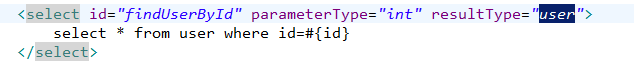 <select id="findUserById" parameterType="int" resultType="user">
select * from user where id=#{id}
</select>